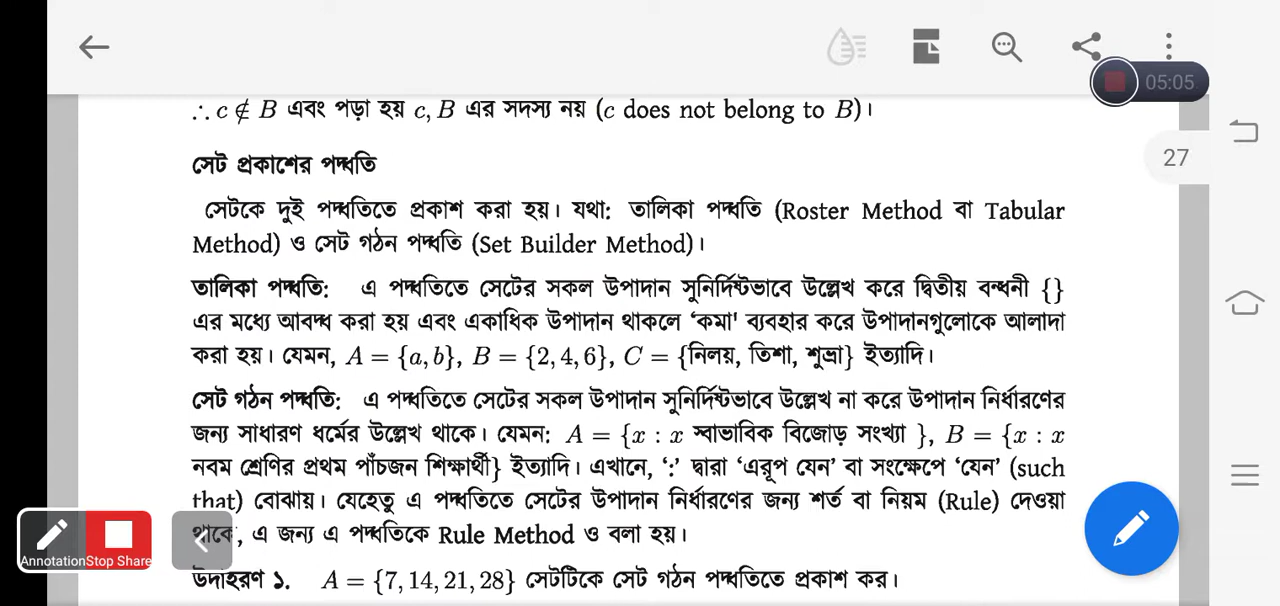 05:05
∴ c ∉ B এবং পড়া হয় c, B এর সদস্য নয় (c does not belong to B)।
27
সেট প্রকাশের পদ্ধতি
সেটকে দুই পদ্ধতিতে প্রকাশ করা হয়। যথা: তালিকা পদ্ধতি (Roster Method বা Tabular
Method) ও সেট গঠন পদ্ধতি (Set Builder Method)।
তালিকা পদ্ধতি: এ পদ্ধতিতে সেটের সকল উপাদান সুনির্দিষ্টভাবে উল্লেখ করে দ্বিতীয় বন্ধনী {}
এর মধ্যে আবদ্ধ করা হয় এবং একাধিক উপাদান থাকলে ‘কমা' ব্যবহার করে উপাদানগুলোকে আলাদা
করা হয়। যেমন, A = {a, b}, B = {2, 4, 6}, C = {নিলয়, তিশা, শুভ্রা} ইত্যাদি।
সেট গঠন পদ্ধতি: এ পদ্ধতিতে সেটের সকল উপাদান সুনির্দিষ্টভাবে উল্লেখ না করে উপাদান নির্ধারণের
জন্য সাধারণ ধর্মের উল্লেখ থাকে। যেমন: A = {x : x স্বাভাবিক বিজোড় সংখ্যা }, B = {x : x
নবম শ্রেণির প্রথম পাঁচজন শিক্ষার্থী} ইত্যাদি। এখানে, ‘:’ দ্বারা ‘এরূপ যেন’ বা সংক্ষেপে ‘যেন’ (such
that) বোঝায়। যেহেতু এ পদ্ধতিতে সেটের উপাদান নির্ধারণের জন্য শর্ত বা নিয়ম (Rule) দেওয়া
থাকে, এ জন্য এ পদ্ধতিকে Rule Method ও বলা হয়।
Annotation Stop Share
উদাহরণ ১. A = {7, 14, 21, 28} সেটটিকে সেট গঠন পদ্ধতিতে প্রকাশ কর।